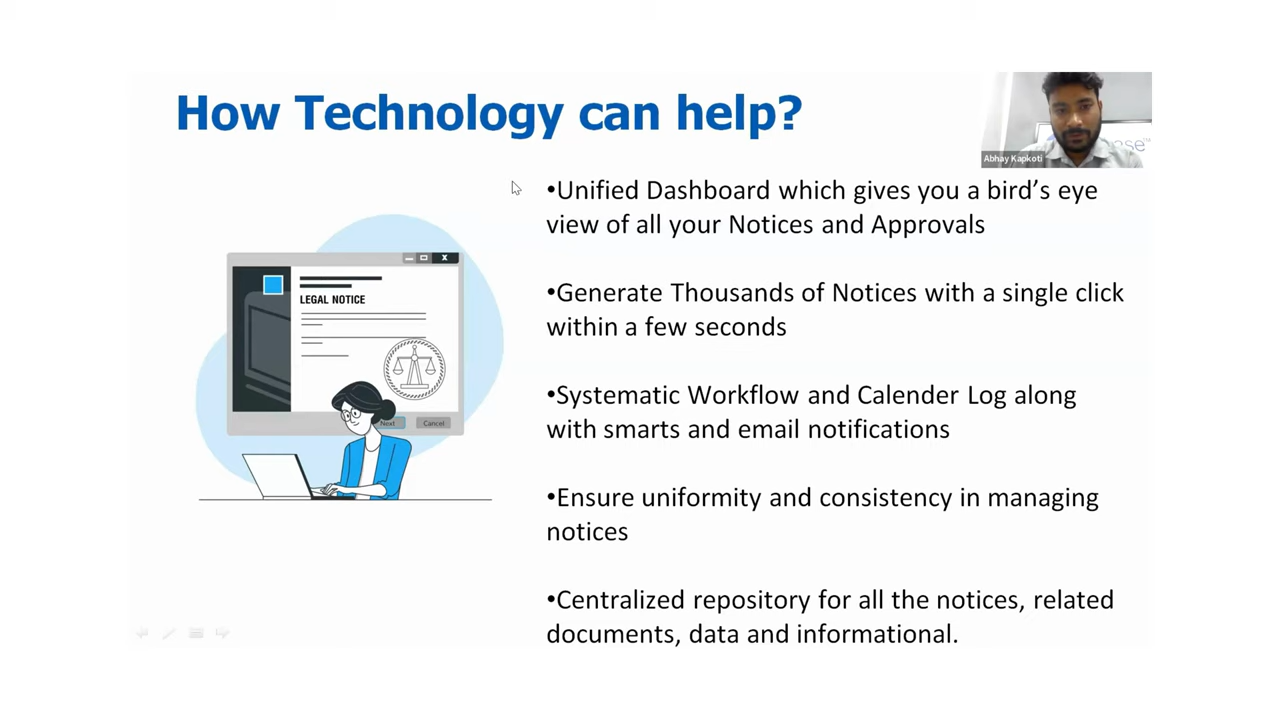 How Technology can help?
Abhay Kapkoti
•Unified Dashboard which gives you a bird’s eye
view of all your Notices and Approvals
•Generate Thousands of Notices with a single click
within a few seconds
LEGAL NOTICE
•Systematic Workflow and Calender Log along
with smarts and email notifications
Next
Cancel
•Ensure uniformity and consistency in managing
notices
•Centralized repository for all the notices, related
documents, data and informational.